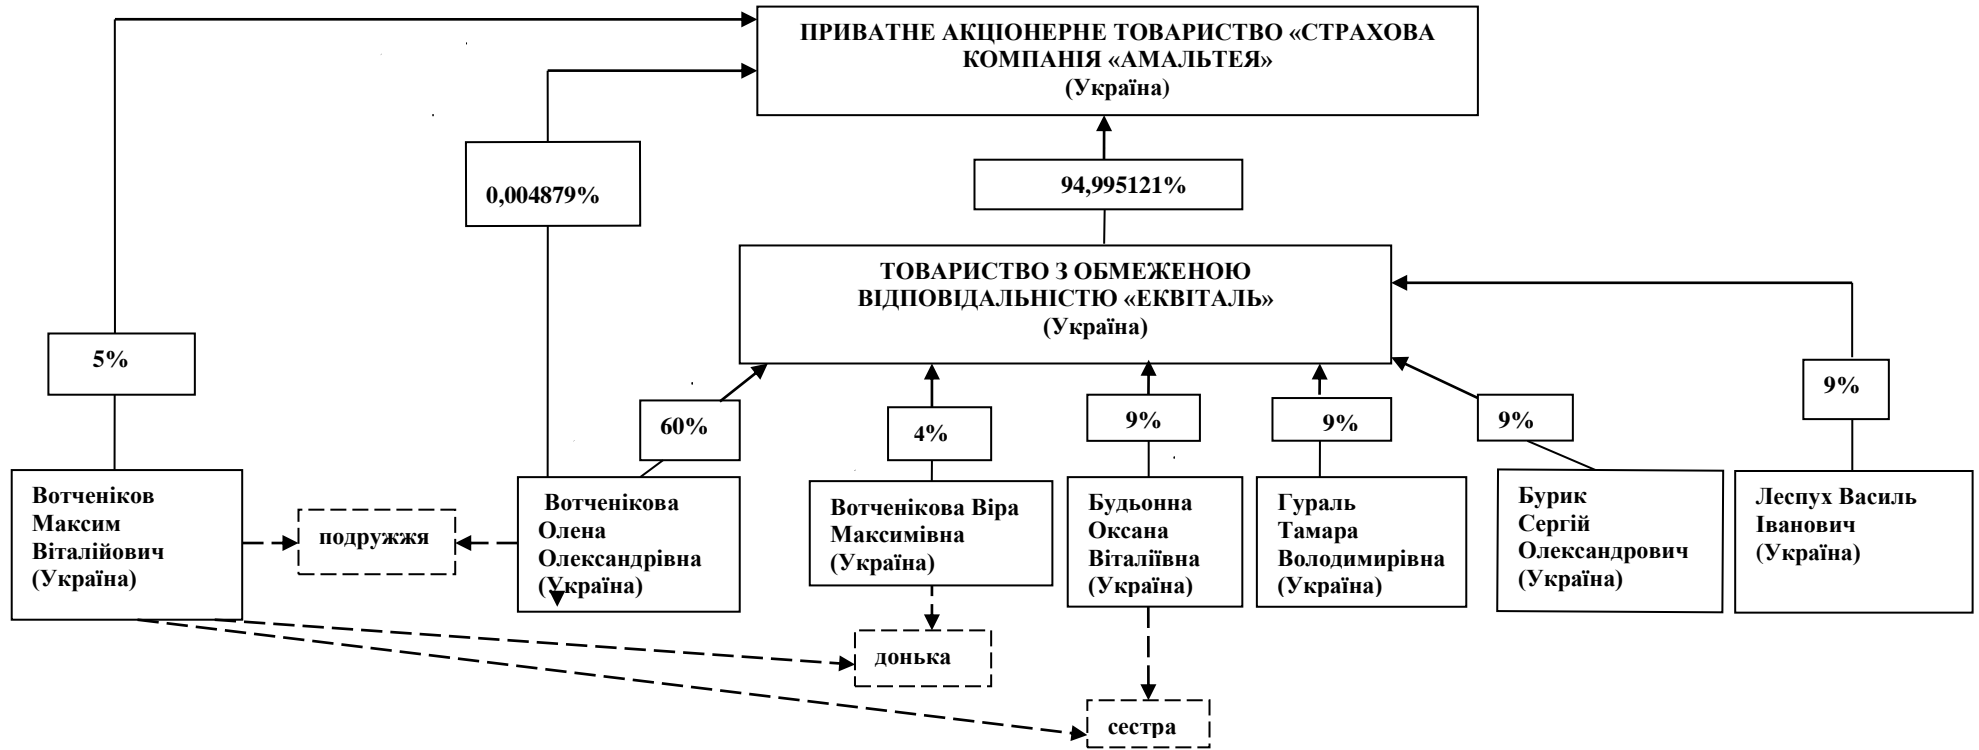 ПРИВАТНЕ АКЦІОНЕРНЕ ТОВАРИСТВО «СТРАХОВА
КОМПАНІЯ «АМАЛЬТЕЯ»
(Україна)
0,004879%
94,995121%
ТОВАРИСТВО З ОБМЕЖЕНОЮ
ВІДПОВІДАЛЬНІСТЮ «ЕКВІТАЛЬ»
(Україна)
5%
60%
4%
9%
9%
9%
9%
Вотченіков
Максим
Віталійович
(Україна)
подружжя
Вотченікова
Олена
Олександрівна
(Україна)
Вотченікова Віра
Максимівна
(Україна)
Будьонна
Оксана
Віталіївна
(Україна)
Гураль
Тамара
Володимирівна
(Україна)
Бурик
Сергій
Олександрович
(Україна)
Леспух Василь
Іванович
(Україна)
донька
сестра